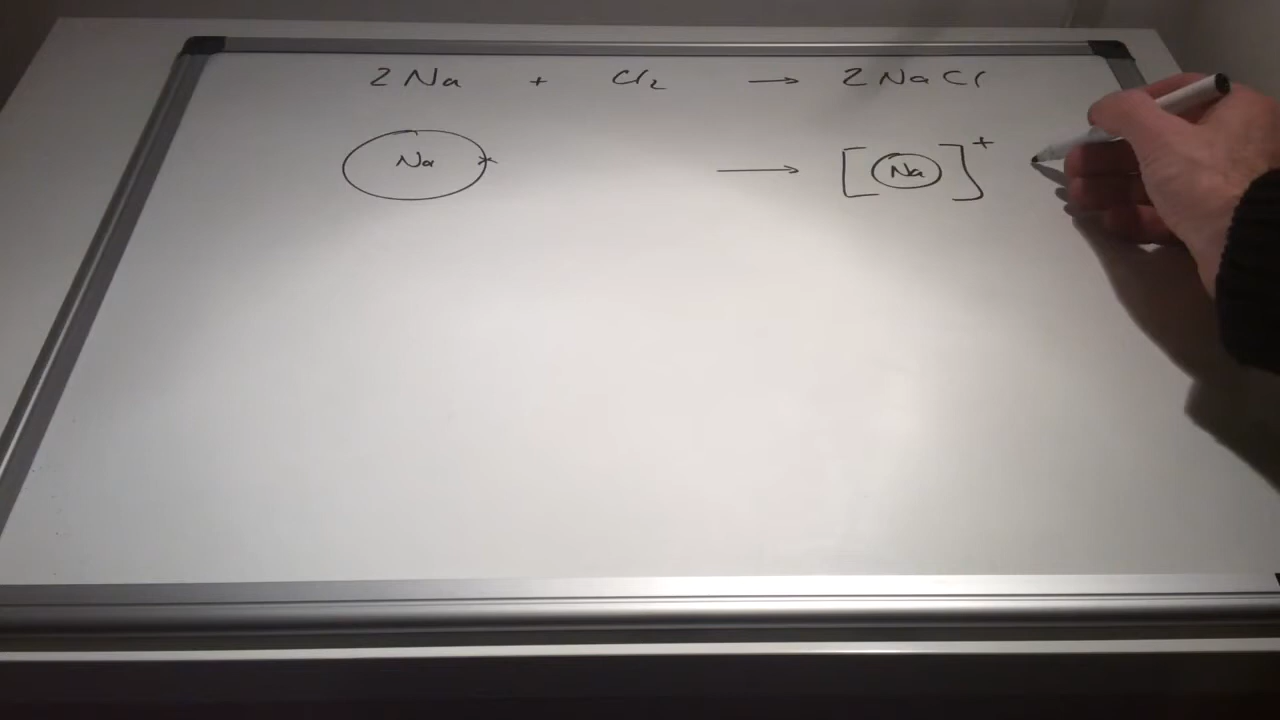 2 Na + Cl₂ → 2 NaCl
Na × → [Na]⁺